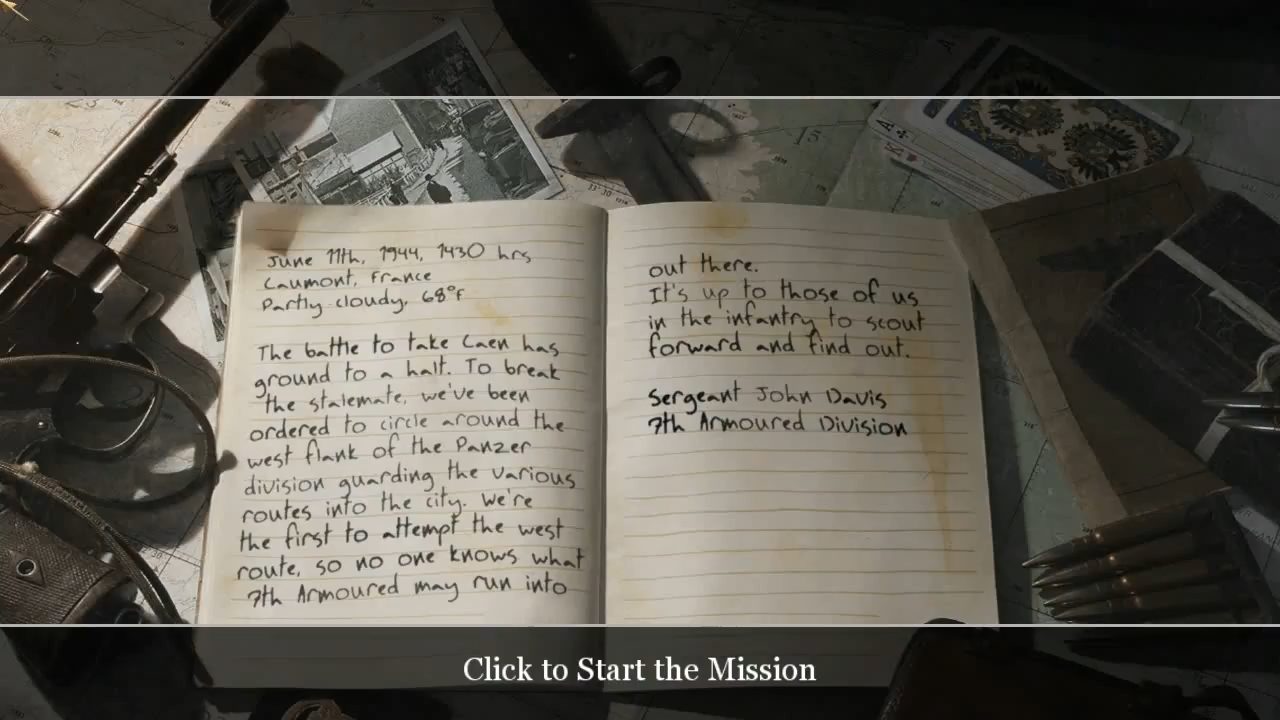 June 11th, 1944, 1430 hrs
Caumont, France
Partly cloudy, 68°F
The battle to take Caen has
ground to a halt. To break
the stalemate, we've been
ordered to circle around the
west flank of the Panzer
division guarding the various
routes into the city. We're
the first to attempt the west
route, so no one knows what
7th Armoured may run into
out there.
It's up to those of us
in the infantry to scout
forward and find out.
Sergeant John Davis
7th Armoured Division
Click to Start the Mission